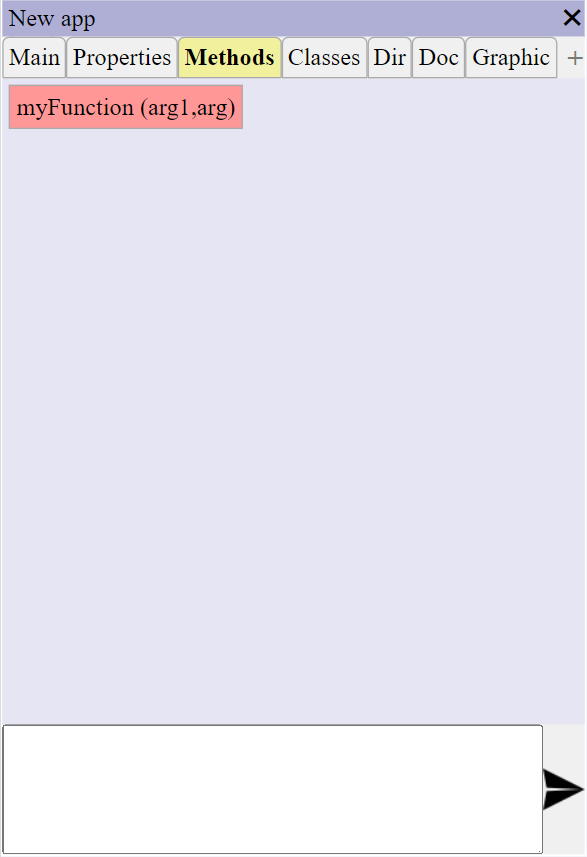 New app
Main Properties Methods Classes Dir Doc Graphic +
myFunction (arg1,arg)